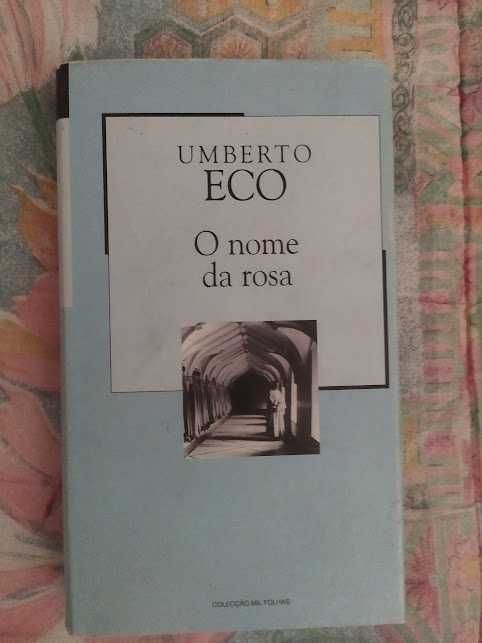 UMBERTO
ECO
O nome
da rosa
COLECÇÃO MIL FOLHAS